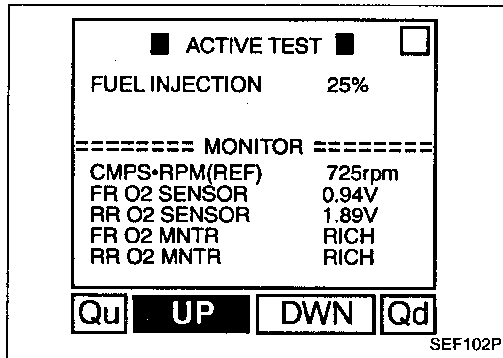 ■ ACTIVE TEST ■
FUEL INJECTION 25%
======== MONITOR ========
CMPS•RPM(REF) 725rpm
FR O2 SENSOR 0.94V
RR O2 SENSOR 1.89V
FR O2 MNTR RICH
RR O2 MNTR RICH
Qu UP DWN Qd
SEF102P